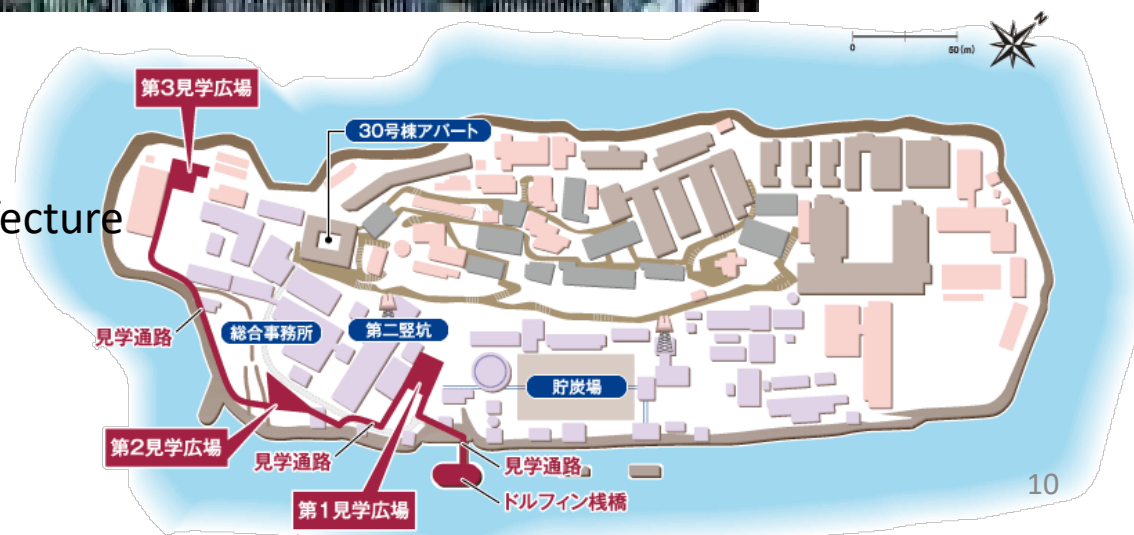 N
0 50 (m)
第3見学広場
30号棟アパート
fecture
見学通路
総合事務所
第二竪坑
貯炭場
第2見学広場
見学通路
見学通路
第1見学広場
ドルフィン桟橋
10